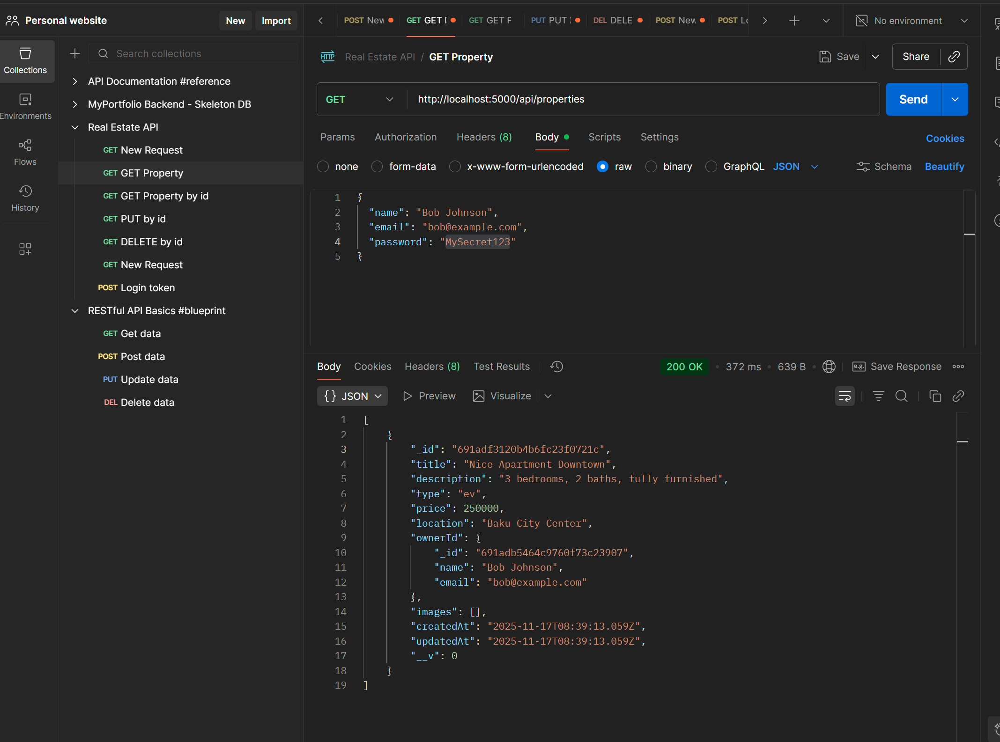 Personal website
New
Import
POST New
GET GET
GET GET P
PUT PUT
DEL DELE
POST New
POST Lo
No environment
Collections
Environments
Flows
History
Search collections
API Documentation #reference
MyPortfolio Backend - Skeleton DB
Real Estate API
GET New Request
GET GET Property
GET GET Property by id
GET PUT by id
GET DELETE by id
GET New Request
POST Login token
RESTful API Basics #blueprint
GET Get data
POST Post data
PUT Update data
DEL Delete data
HTTP Real Estate API / GET Property
Save
Share
GET http://localhost:5000/api/properties
Send
Params Authorization Headers (8) Body Scripts Settings Cookies
none form-data x-www-form-urlencoded raw binary GraphQL JSON Schema Beautify
1 {
2 "name": "Bob Johnson",
3 "email": "bob@example.com",
4 "password": "MySecret123"
5 }
Body Cookies Headers (8) Test Results 200 OK • 372 ms • 639 B • e.g. Save Response
{} JSON Preview Visualize
1 [
2 {
3 "_id": "691adf3120b4b6fc23f0721c",
4 "title": "Nice Apartment Downtown",
5 "description": "3 bedrooms, 2 baths, fully furnished",
6 "type": "ev",
7 "price": 250000,
8 "location": "Baku City Center",
9 "ownerId": {
10 "_id": "691adb5464c9760f73c23907",
11 "name": "Bob Johnson",
12 "email": "bob@example.com"
13 },
14 "images": [],
15 "createdAt": "2025-11-17T08:39:13.059Z",
16 "updatedAt": "2025-11-17T08:39:13.059Z",
17 "__v": 0
18 }
19 ]